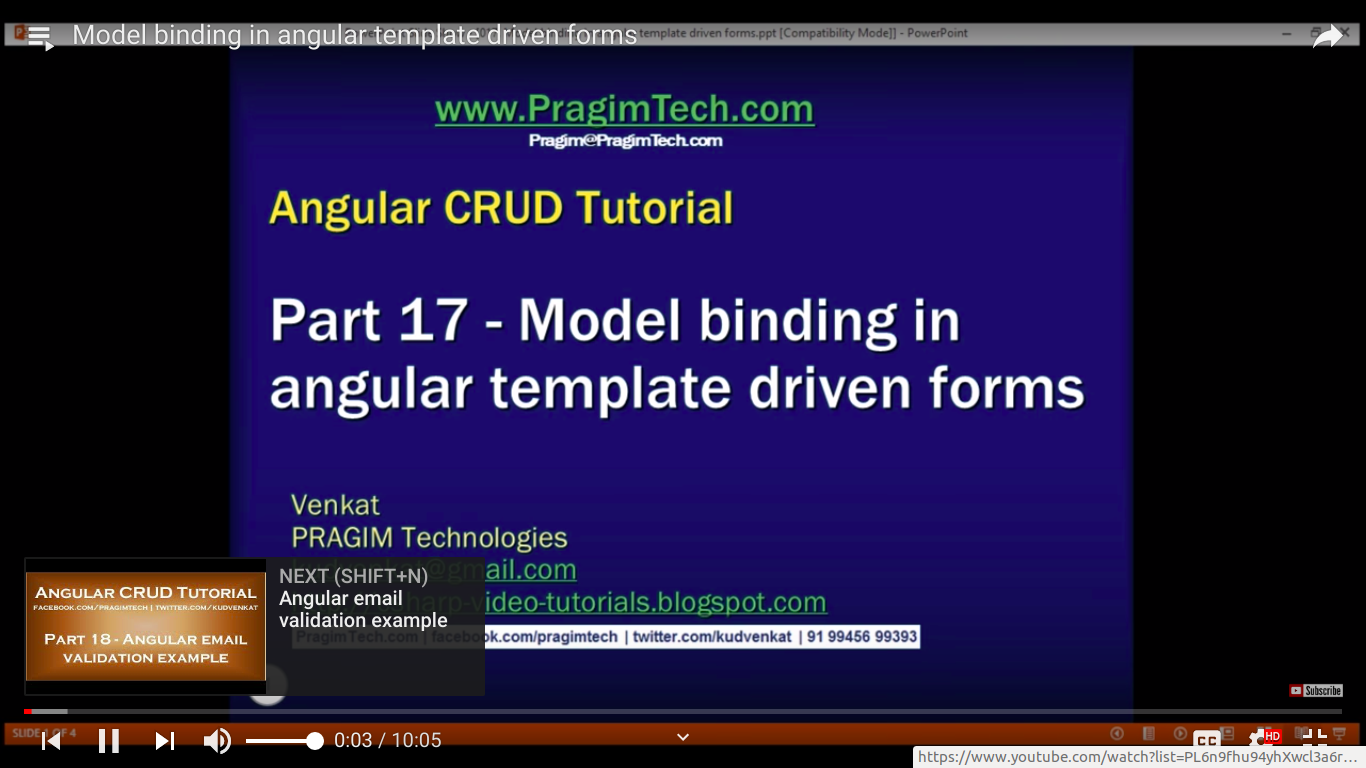 Model binding in angular template driven forms
template driven forms.ppt [Compatibility Mode] - PowerPoint
www.PragimTech.com
Pragim@PragimTech.com
Angular CRUD Tutorial
Part 17 - Model binding in
angular template driven forms
Venkat
PRAGIM Technologies
@gmail.com
-video-tutorials.blogspot.com
PragimTech.com | facebook.com/pragimtech | twitter.com/kudvenkat | 91 99456 99393
ANGULAR CRUD TUTORIAL
FACEBOOK.COM/PRAGIMTECH | TWITTER.COM/KUDVENKAT
PART 18 - ANGULAR EMAIL
VALIDATION EXAMPLE
NEXT (SHIFT+N)
Angular email
validation example
Subscribe
SLIDE 1 OF 4
0:03 / 10:05
CC
HD
https://www.youtube.com/watch?list=PL6n9fhu94yhXwcl3a6r...